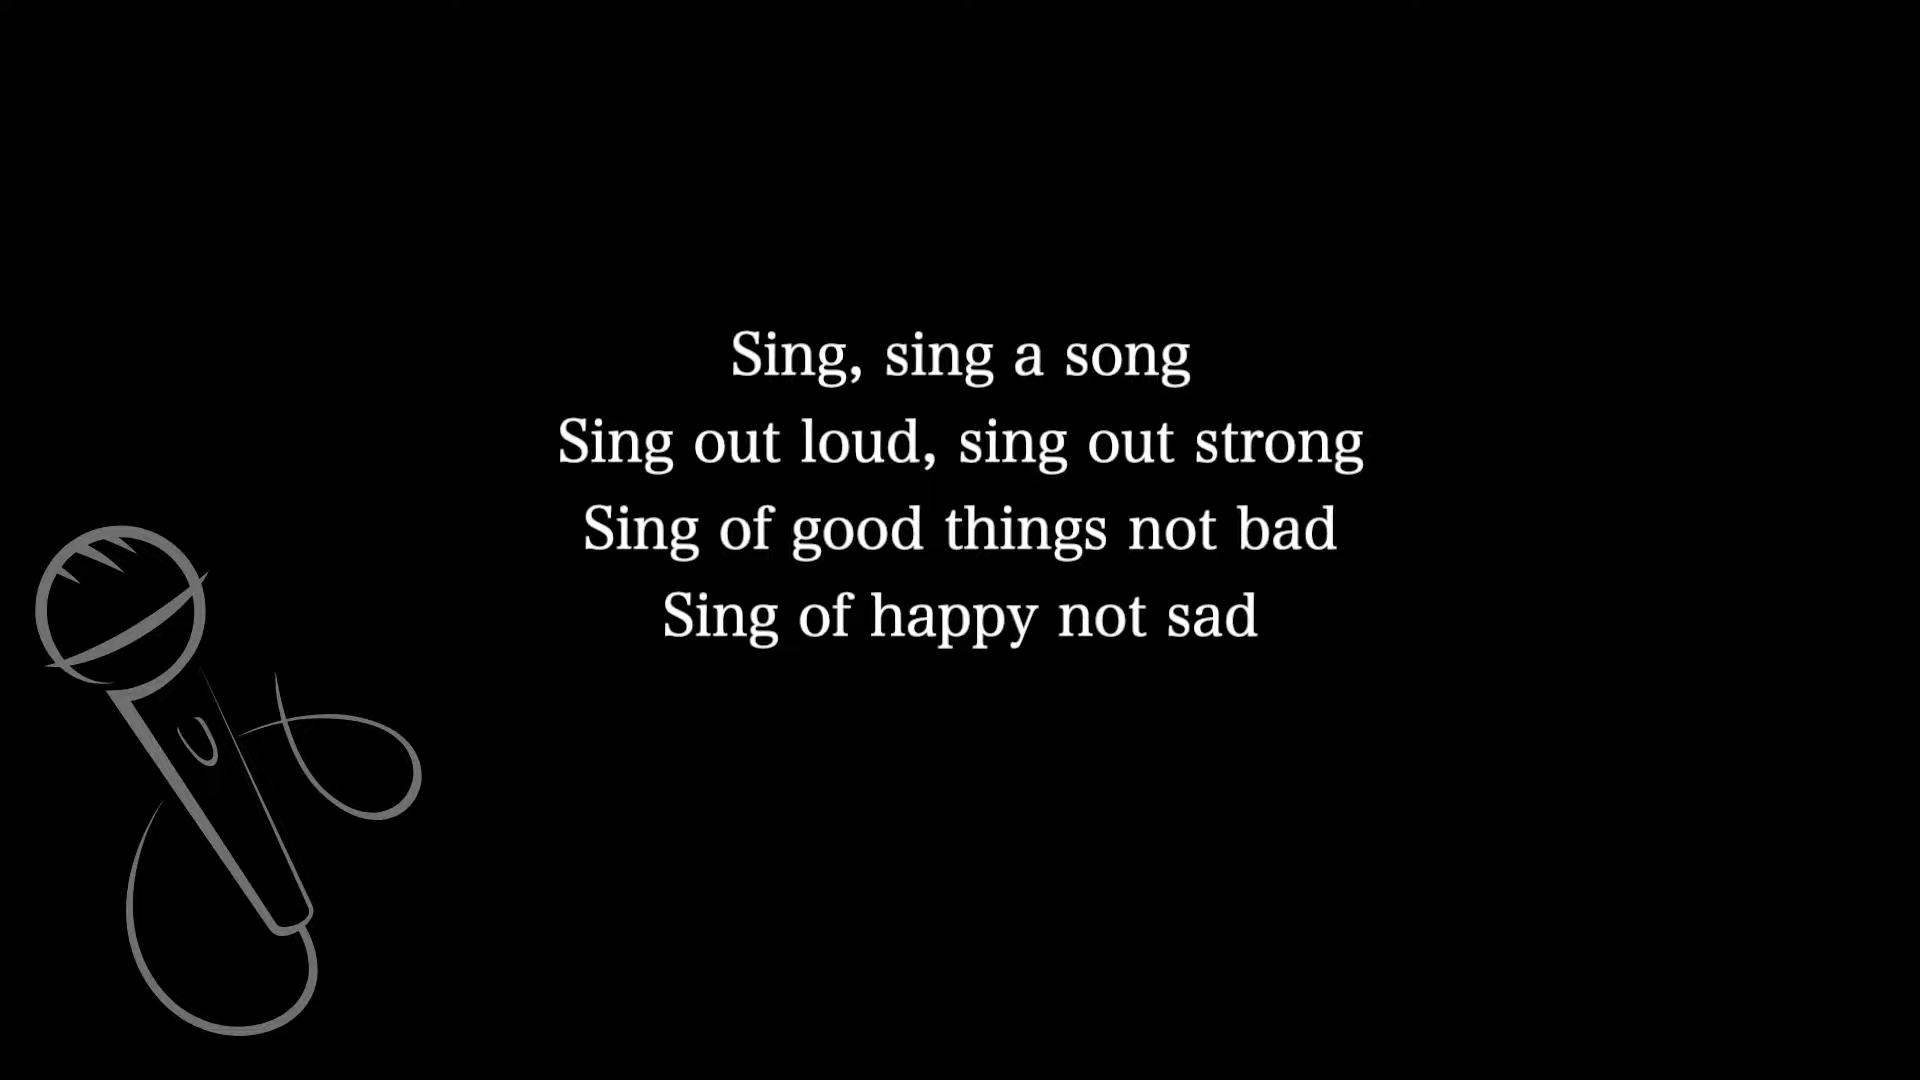 Sing, sing a song
Sing out loud, sing out strong
Sing of good things not bad
Sing of happy not sad